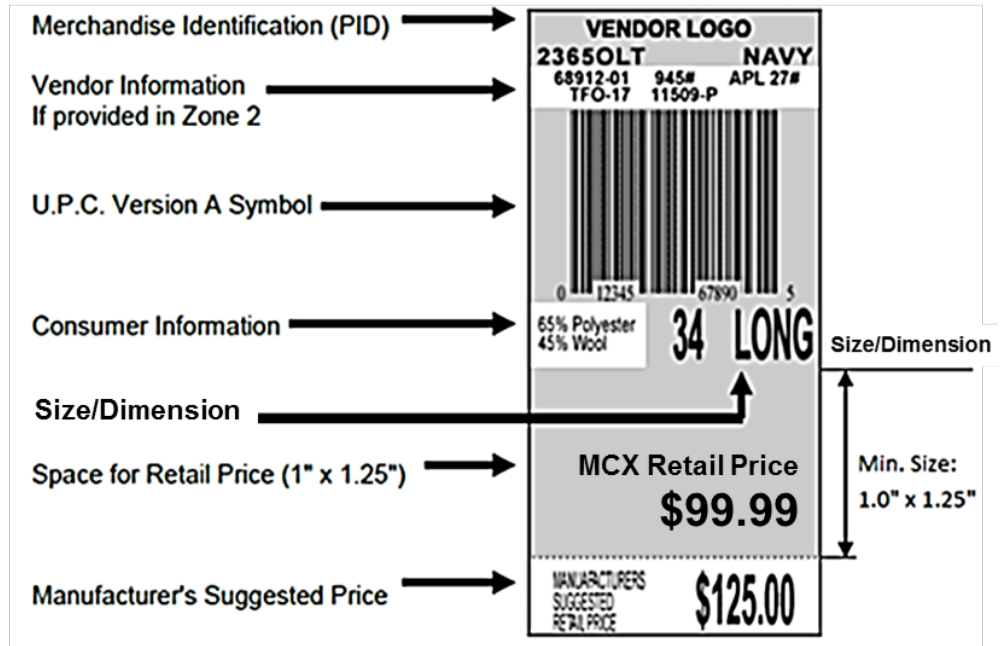 Merchandise Identification (PID)
Vendor Information
If provided in Zone 2
U.P.C. Version A Symbol
Consumer Information
Size/Dimension
Space for Retail Price (1" x 1.25")
Manufacturer's Suggested Price
VENDOR LOGO
2365OLT NAVY
68912-01 945# APL 27#
TFO-17 11509-P
0 12345 67890 5
65% Polyester
45% Wool
34 LONG
MCX Retail Price
$99.99
MANUAFACTURERS
SUGGESTED
RETAIL PRICE
$125.00
Size/Dimension
Min. Size:
1.0" x 1.25"